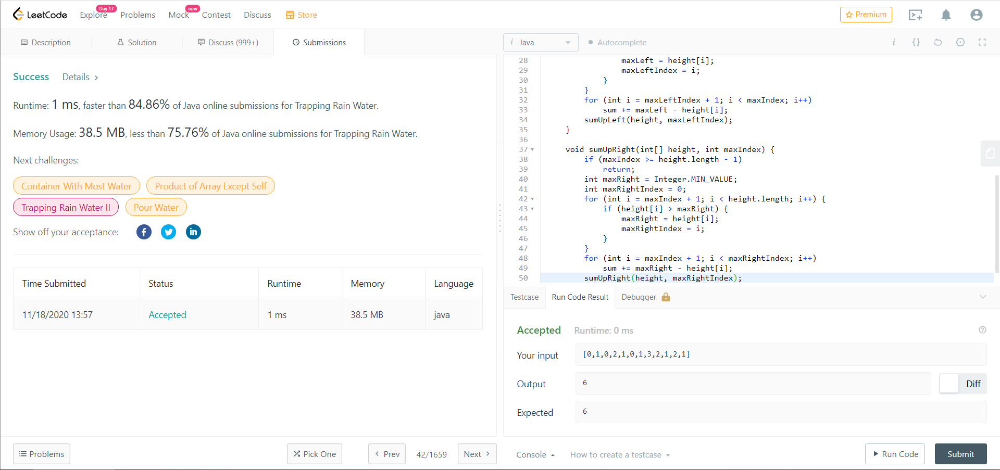 LeetCode Explore Day 17 Problems Mock new Contest Discuss Store Premium
Description Solution Discuss (999+) Submissions
Success Details >
Runtime: 1 ms, faster than 84.86% of Java online submissions for Trapping Rain Water.
Memory Usage: 38.5 MB, less than 75.76% of Java online submissions for Trapping Rain Water.
Next challenges:
Container With Most Water Product of Array Except Self
Trapping Rain Water II Pour Water
Show off your acceptance:
Time Submitted Status Runtime Memory Language
11/18/2020 13:57 Accepted 1 ms 38.5 MB java
Problems Pick One < Prev 42/1659 Next >
i Java Autocomplete i {}
28 maxLeft = height[i];
29 maxLeftIndex = i;
30 }
31 }
32 for (int i = maxLeftIndex + 1; i < maxIndex; i++)
33 sum += maxLeft - height[i];
34 sumUpLeft(height, maxLeftIndex);
35 }
36
37 void sumUpRight(int[] height, int maxIndex) {
38 if (maxIndex >= height.length - 1)
39 return;
40 int maxRight = Integer.MIN_VALUE;
41 int maxRightIndex = 0;
42 for (int i = maxIndex + 1; i < height.length; i++) {
43 if (height[i] > maxRight) {
44 maxRight = height[i];
45 maxRightIndex = i;
46 }
47 }
48 for (int i = maxIndex + 1; i < maxRightIndex; i++)
49 sum += maxRight - height[i];
50 sumUpRight(height, maxRightIndex);
Testcase Run Code Result Debugger
Accepted Runtime: 0 ms
Your input [0,1,0,2,1,0,1,3,2,1,2,1]
Output 6 Diff
Expected 6
Console How to create a testcase Run Code Submit